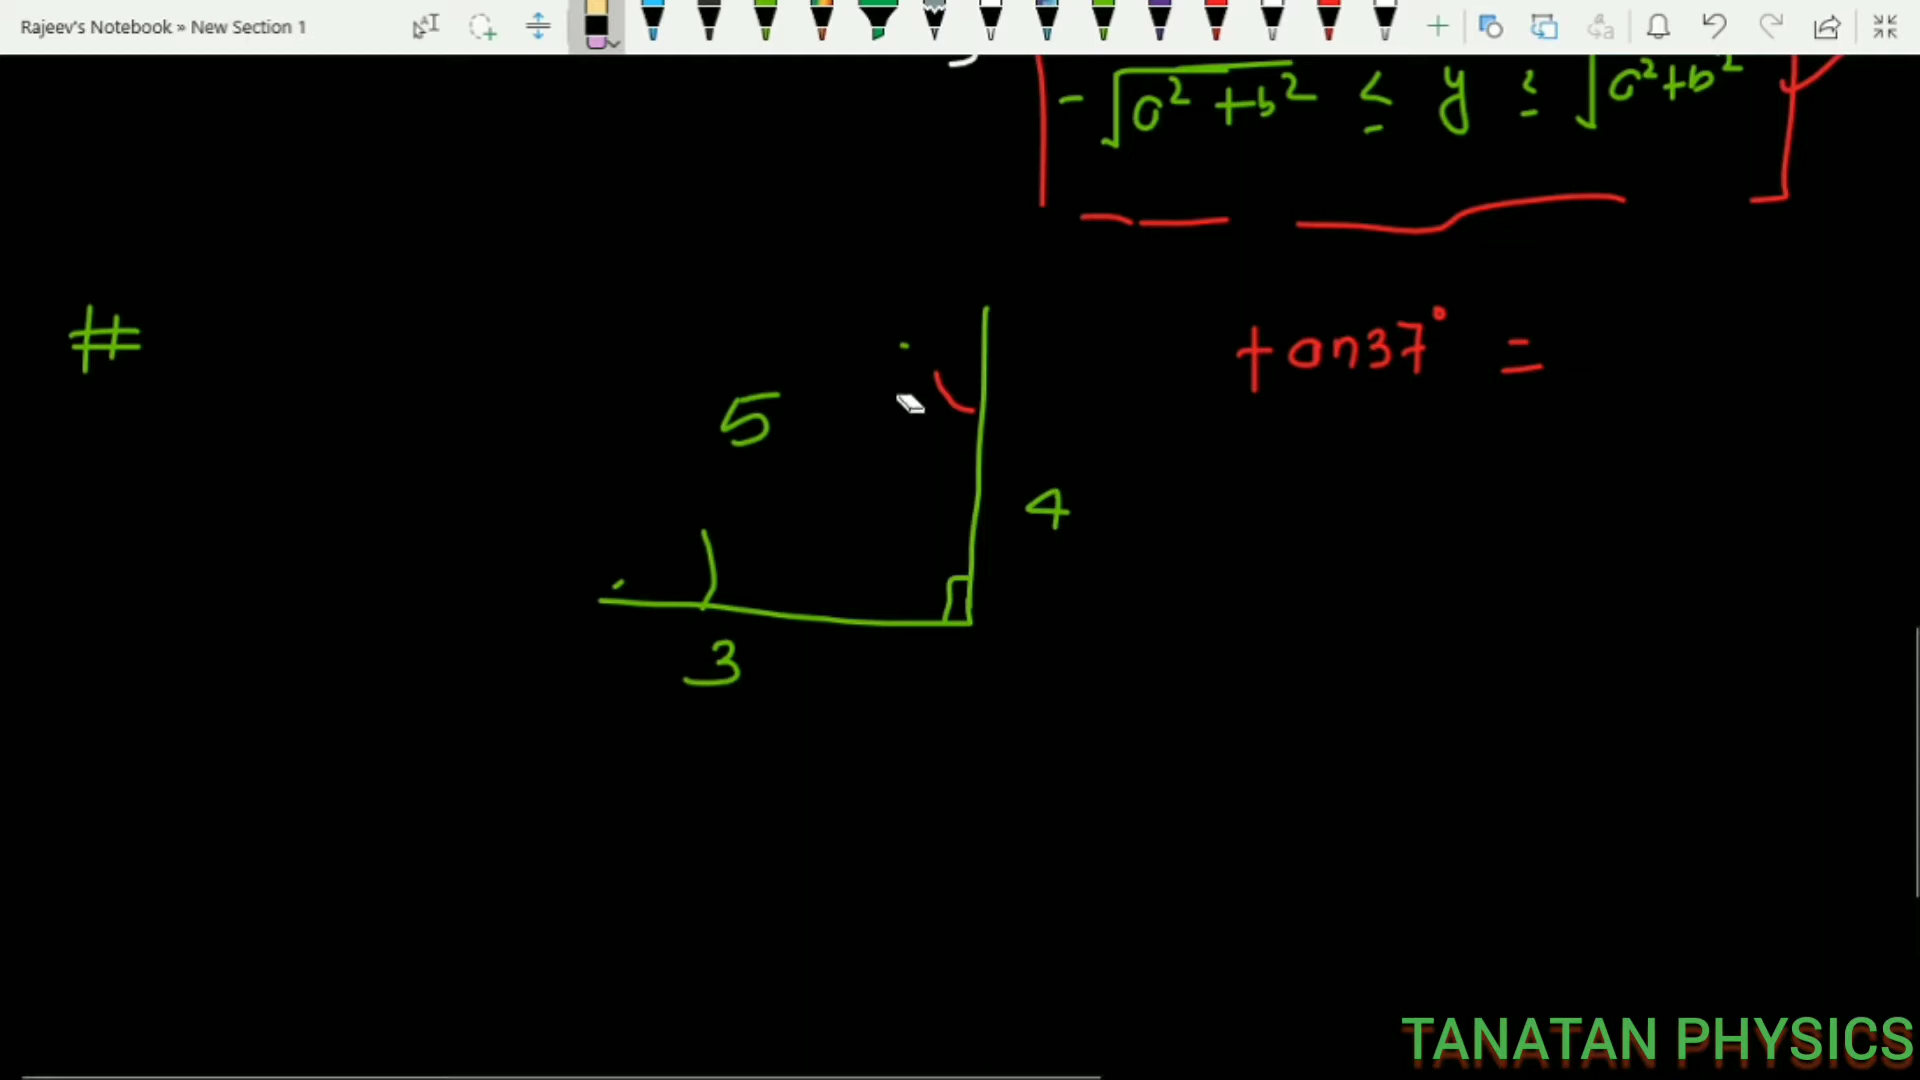 Rajeev's Notebook » New Section 1
- √a² + b² ≤ y ≤ √a²+b²
#
tan37° =
5
4
3
TANATAN PHYSICS